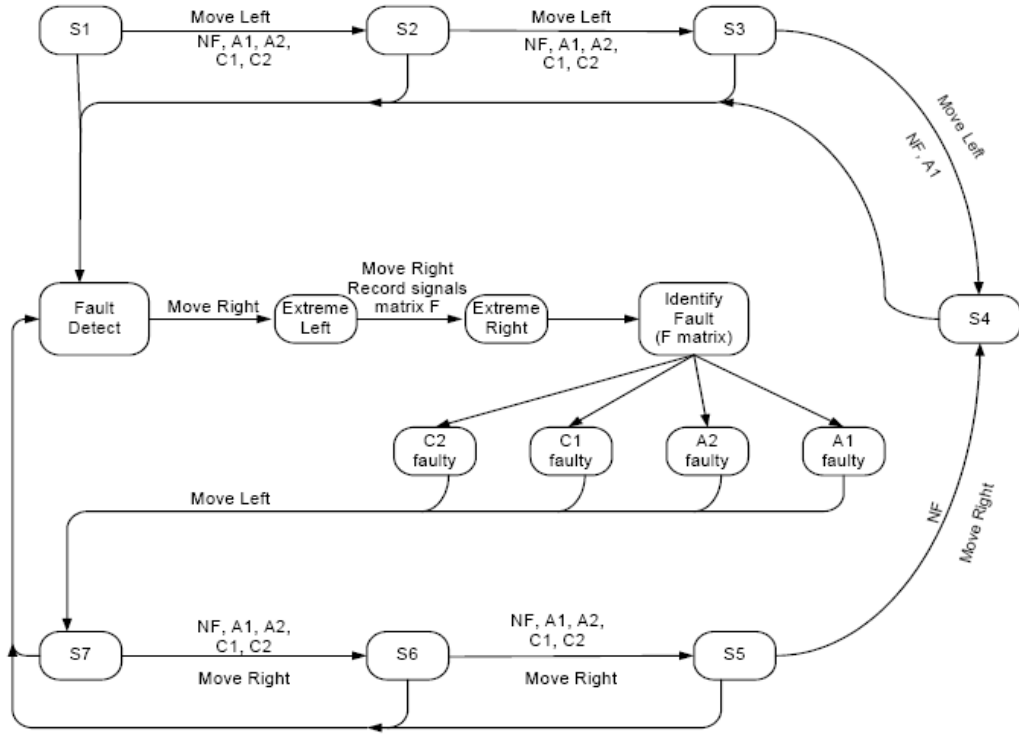 S1
Move Left
NF, A1, A2,
C1, C2
S2
Move Left
NF, A1, A2,
C1, C2
S3
Move Left
NF, A1
Fault
Detect
Move Right
Extreme
Left
Move Right
Record signals
matrix F
Extreme
Right
Identify
Fault
(F matrix)
S4
C2
faulty
C1
faulty
A2
faulty
A1
faulty
Move Left
NF
Move Right
S7
NF, A1, A2,
C1, C2
Move Right
S6
NF, A1, A2,
C1, C2
Move Right
S5